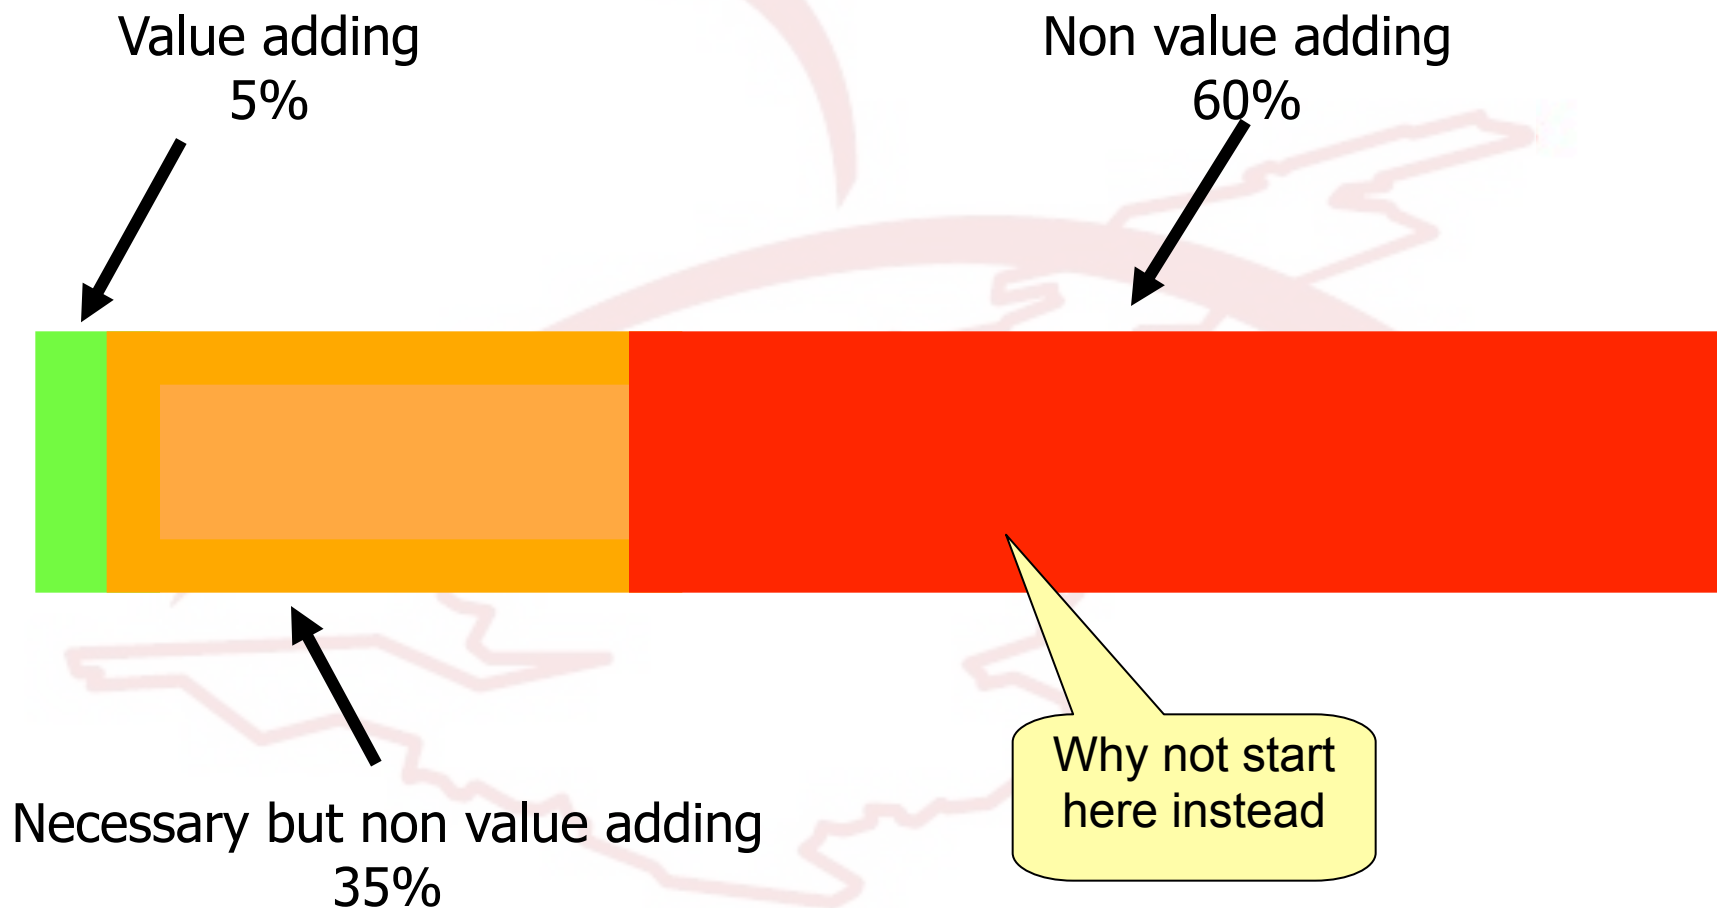 Value adding
5%
Non value adding
60%
Necessary but non value adding
35%
Why not start
here instead